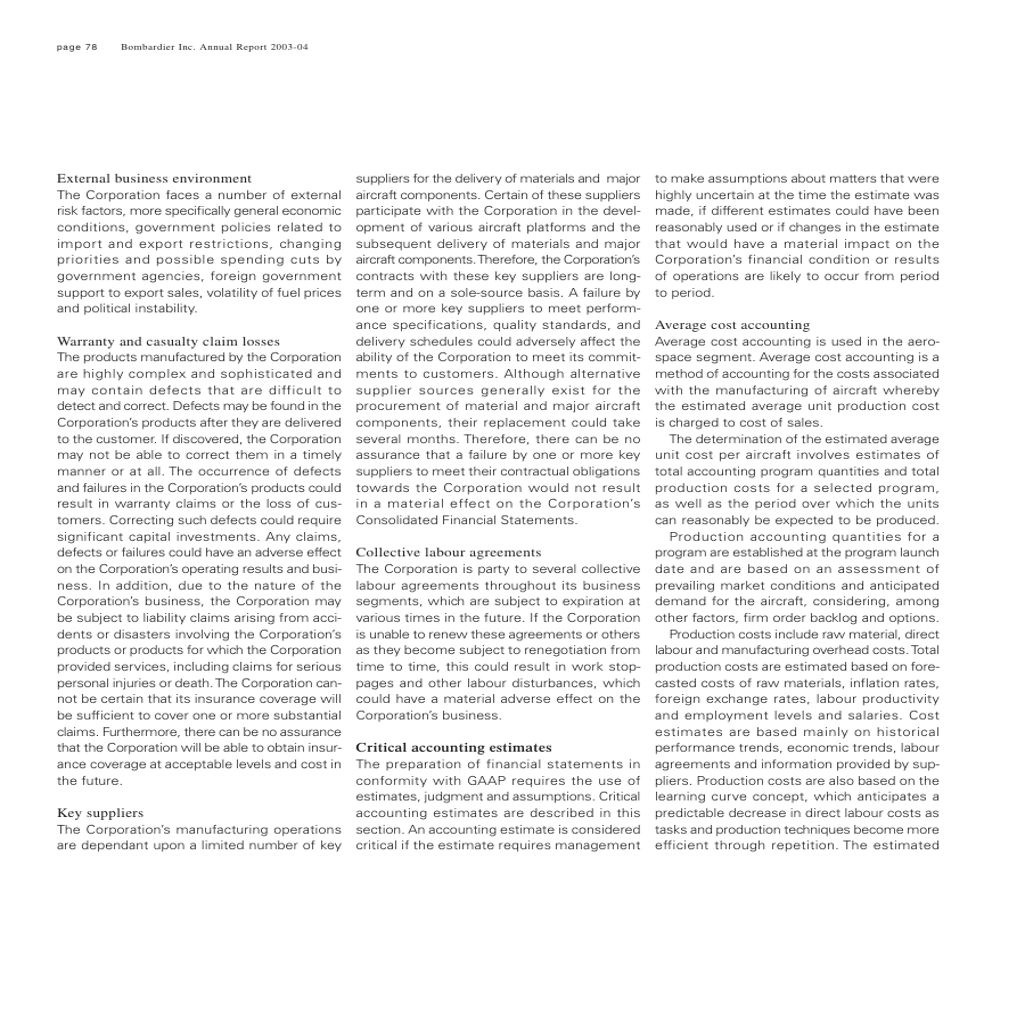 page 78 Bombardier Inc. Annual Report 2003-04
External business environment
The Corporation faces a number of external
risk factors, more specifically general economic
conditions, government policies related to
import and export restrictions, changing
priorities and possible spending cuts by
government agencies, foreign government
support to export sales, volatility of fuel prices
and political instability.
Warranty and casualty claim losses
The products manufactured by the Corporation
are highly complex and sophisticated and
may contain defects that are difficult to
detect and correct. Defects may be found in the
Corporation's products after they are delivered
to the customer. If discovered, the Corporation
may not be able to correct them in a timely
manner or at all. The occurrence of defects
and failures in the Corporation's products could
result in warranty claims or the loss of cus-
tomers. Correcting such defects could require
significant capital investments. Any claims,
defects or failures could have an adverse effect
on the Corporation's operating results and busi-
ness. In addition, due to the nature of the
Corporation's business, the Corporation may
be subject to liability claims arising from acci-
dents or disasters involving the Corporation's
products or products for which the Corporation
provided services, including claims for serious
personal injuries or death. The Corporation can-
not be certain that its insurance coverage will
be sufficient to cover one or more substantial
claims. Furthermore, there can be no assurance
that the Corporation will be able to obtain insur-
ance coverage at acceptable levels and cost in
the future.
Key suppliers
The Corporation's manufacturing operations
are dependant upon a limited number of key
suppliers for the delivery of materials and major
aircraft components. Certain of these suppliers
participate with the Corporation in the devel-
opment of various aircraft platforms and the
subsequent delivery of materials and major
aircraft components. Therefore, the Corporation's
contracts with these key suppliers are long-
term and on a sole-source basis. A failure by
one or more key suppliers to meet perform-
ance specifications, quality standards, and
delivery schedules could adversely affect the
ability of the Corporation to meet its commit-
ments to customers. Although alternative
supplier sources generally exist for the
procurement of material and major aircraft
components, their replacement could take
several months. Therefore, there can be no
assurance that a failure by one or more key
suppliers to meet their contractual obligations
towards the Corporation would not result
in a material effect on the Corporation's
Consolidated Financial Statements.
Collective labour agreements
The Corporation is party to several collective
labour agreements throughout its business
segments, which are subject to expiration at
various times in the future. If the Corporation
is unable to renew these agreements or others
as they become subject to renegotiation from
time to time, this could result in work stop-
pages and other labour disturbances, which
could have a material adverse effect on the
Corporation's business.
Critical accounting estimates
The preparation of financial statements in
conformity with GAAP requires the use of
estimates, judgment and assumptions. Critical
accounting estimates are described in this
section. An accounting estimate is considered
critical if the estimate requires management
to make assumptions about matters that were
highly uncertain at the time the estimate was
made, if different estimates could have been
reasonably used or if changes in the estimate
that would have a material impact on the
Corporation's financial condition or results
of operations are likely to occur from period
to period.
Average cost accounting
Average cost accounting is used in the aero-
space segment. Average cost accounting is a
method of accounting for the costs associated
with the manufacturing of aircraft whereby
the estimated average unit production cost
is charged to cost of sales.
The determination of the estimated average
unit cost per aircraft involves estimates of
total accounting program quantities and total
production costs for a selected program,
as well as the period over which the units
can reasonably be expected to be produced.
Production accounting quantities for a
program are established at the program launch
date and are based on an assessment of
prevailing market conditions and anticipated
demand for the aircraft, considering, among
other factors, firm order backlog and options.
Production costs include raw material, direct
labour and manufacturing overhead costs. Total
production costs are estimated based on fore-
casted costs of raw materials, inflation rates,
foreign exchange rates, labour productivity
and employment levels and salaries. Cost
estimates are based mainly on historical
performance trends, economic trends, labour
agreements and information provided by sup-
pliers. Production costs are also based on the
learning curve concept, which anticipates a
predictable decrease in direct labour costs as
tasks and production techniques become more
efficient through repetition. The estimated